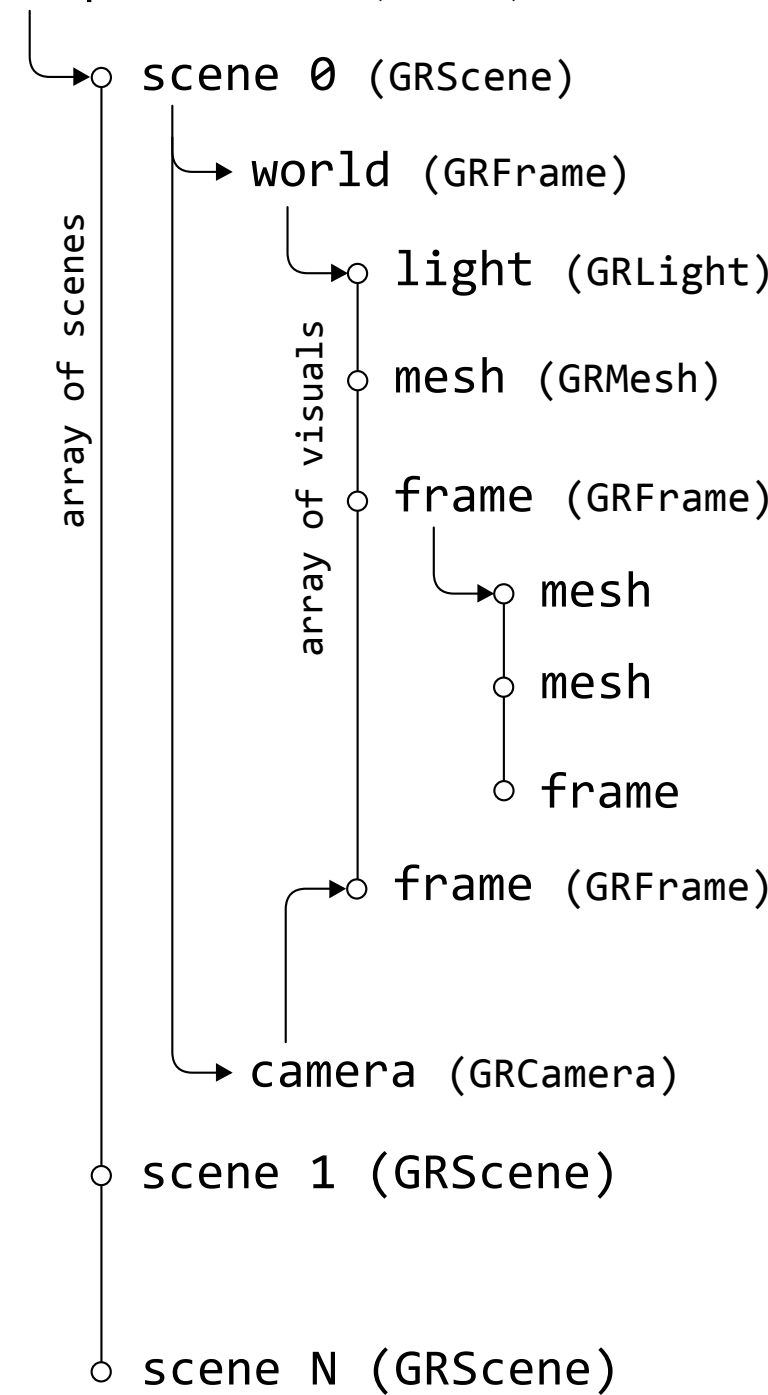 scene 0 (GRScene)
world (GRFrame)
array of scenes
light (GRLight)
array of visuals
mesh (GRMesh)
frame (GRFrame)
mesh
mesh
frame
frame (GRFrame)
camera (GRCamera)
scene 1 (GRScene)
scene N (GRScene)